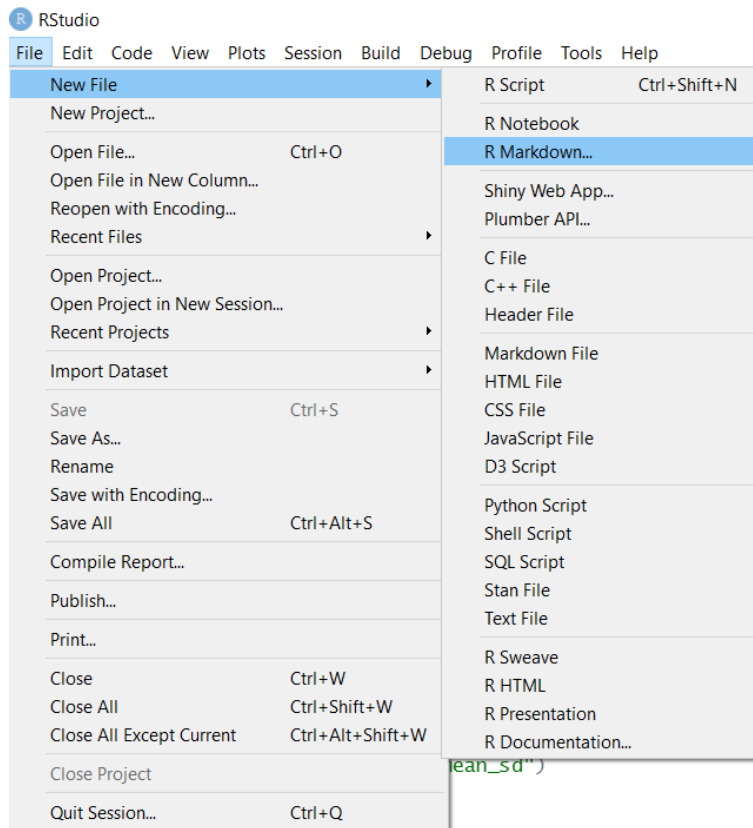 R RStudio
File Edit Code View Plots Session Build Debug Profile Tools Help
New File
New Project...
Open File... Ctrl+O
Open File in New Column...
Reopen with Encoding...
Recent Files
Open Project...
Open Project in New Session...
Recent Projects
Import Dataset
Save Ctrl+S
Save As...
Rename
Save with Encoding...
Save All Ctrl+Alt+S
Compile Report...
Publish...
Print...
Close Ctrl+W
Close All Ctrl+Shift+W
Close All Except Current Ctrl+Alt+Shift+W
Close Project
Quit Session... Ctrl+Q
R Script Ctrl+Shift+N
R Notebook
R Markdown...
Shiny Web App...
Plumber API...
C File
C++ File
Header File
Markdown File
HTML File
CSS File
JavaScript File
D3 Script
Python Script
Shell Script
SQL Script
Stan File
Text File
R Sweave
R HTML
R Presentation
R Documentation...
ean_sd")